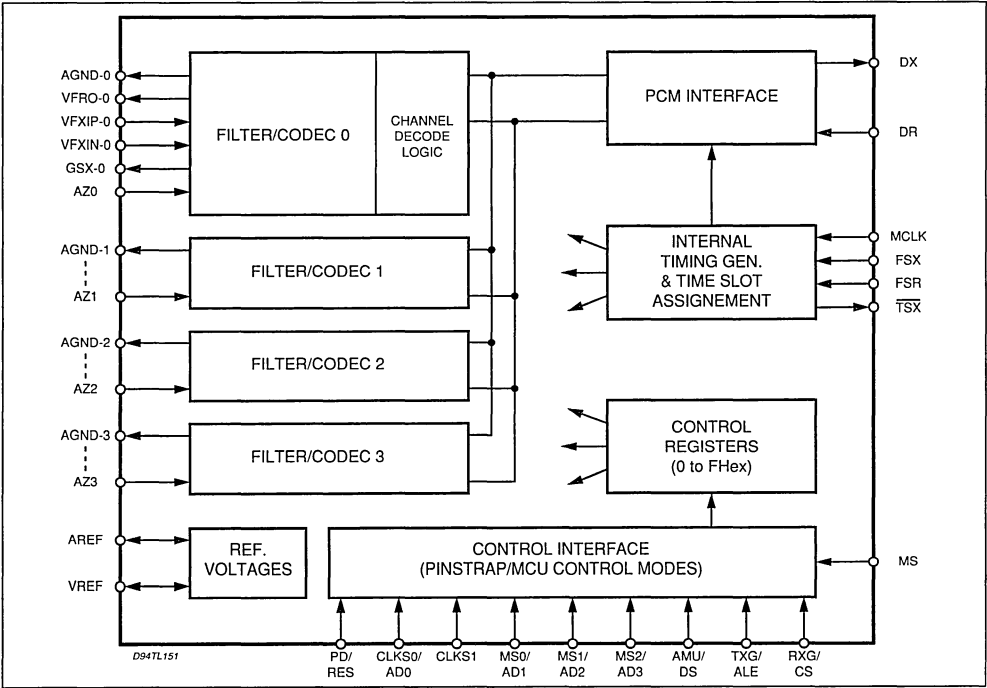 AGND-0
VFRO-0
VFXIP-0
VFXIN-0
GSX-0
AZ0
FILTER/CODEC 0
CHANNEL
DECODE
LOGIC
PCM INTERFACE
DX
DR
AGND-1
AZ1
FILTER/CODEC 1
INTERNAL
TIMING GEN.
& TIME SLOT
ASSIGNEMENT
MCLK
FSX
FSR
TSX
AGND-2
AZ2
FILTER/CODEC 2
AGND-3
AZ3
FILTER/CODEC 3
CONTROL
REGISTERS
(0 to FHex)
AREF
VREF
REF.
VOLTAGES
CONTROL INTERFACE
(PINSTRAP/MCU CONTROL MODES)
MS
D94TL151
PD/
RES
CLKS0/
AD0
CLKS1
MS0/
AD1
MS1/
AD2
MS2/
AD3
AMU/
DS
TXG/
ALE
RXG/
CS